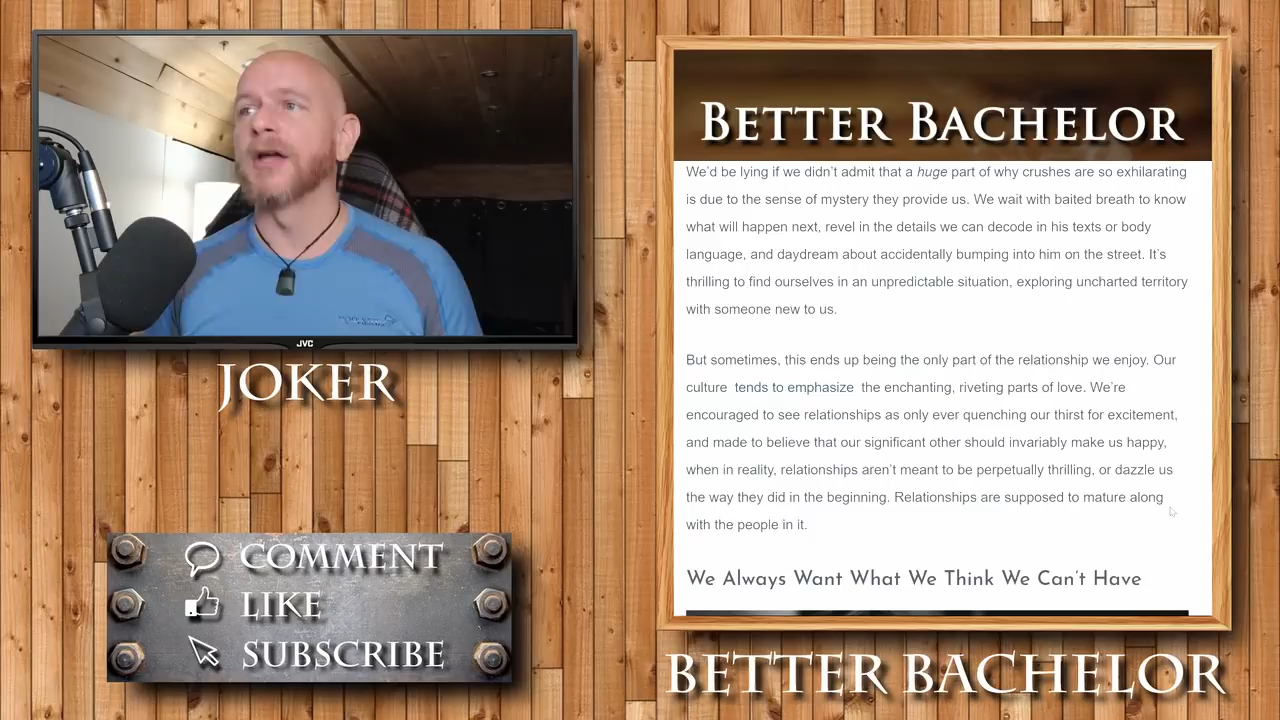 JVC
JOKER
COMMENT
LIKE
SUBSCRIBE
BETTER BACHELOR
We'd be lying if we didn't admit that a huge part of why crushes are so exhilarating
is due to the sense of mystery they provide us. We wait with baited breath to know
what will happen next, revel in the details we can decode in his texts or body
language, and daydream about accidentally bumping into him on the street. It's
thrilling to find ourselves in an unpredictable situation, exploring uncharted territory
with someone new to us.
But sometimes, this ends up being the only part of the relationship we enjoy. Our
culture tends to emphasize the enchanting, riveting parts of love. We're
encouraged to see relationships as only ever quenching our thirst for excitement,
and made to believe that our significant other should invariably make us happy,
when in reality, relationships aren't meant to be perpetually thrilling, or dazzle us
the way they did in the beginning. Relationships are supposed to mature along
with the people in it.
We Always Want What We Think We Can't Have
BETTER BACHELOR